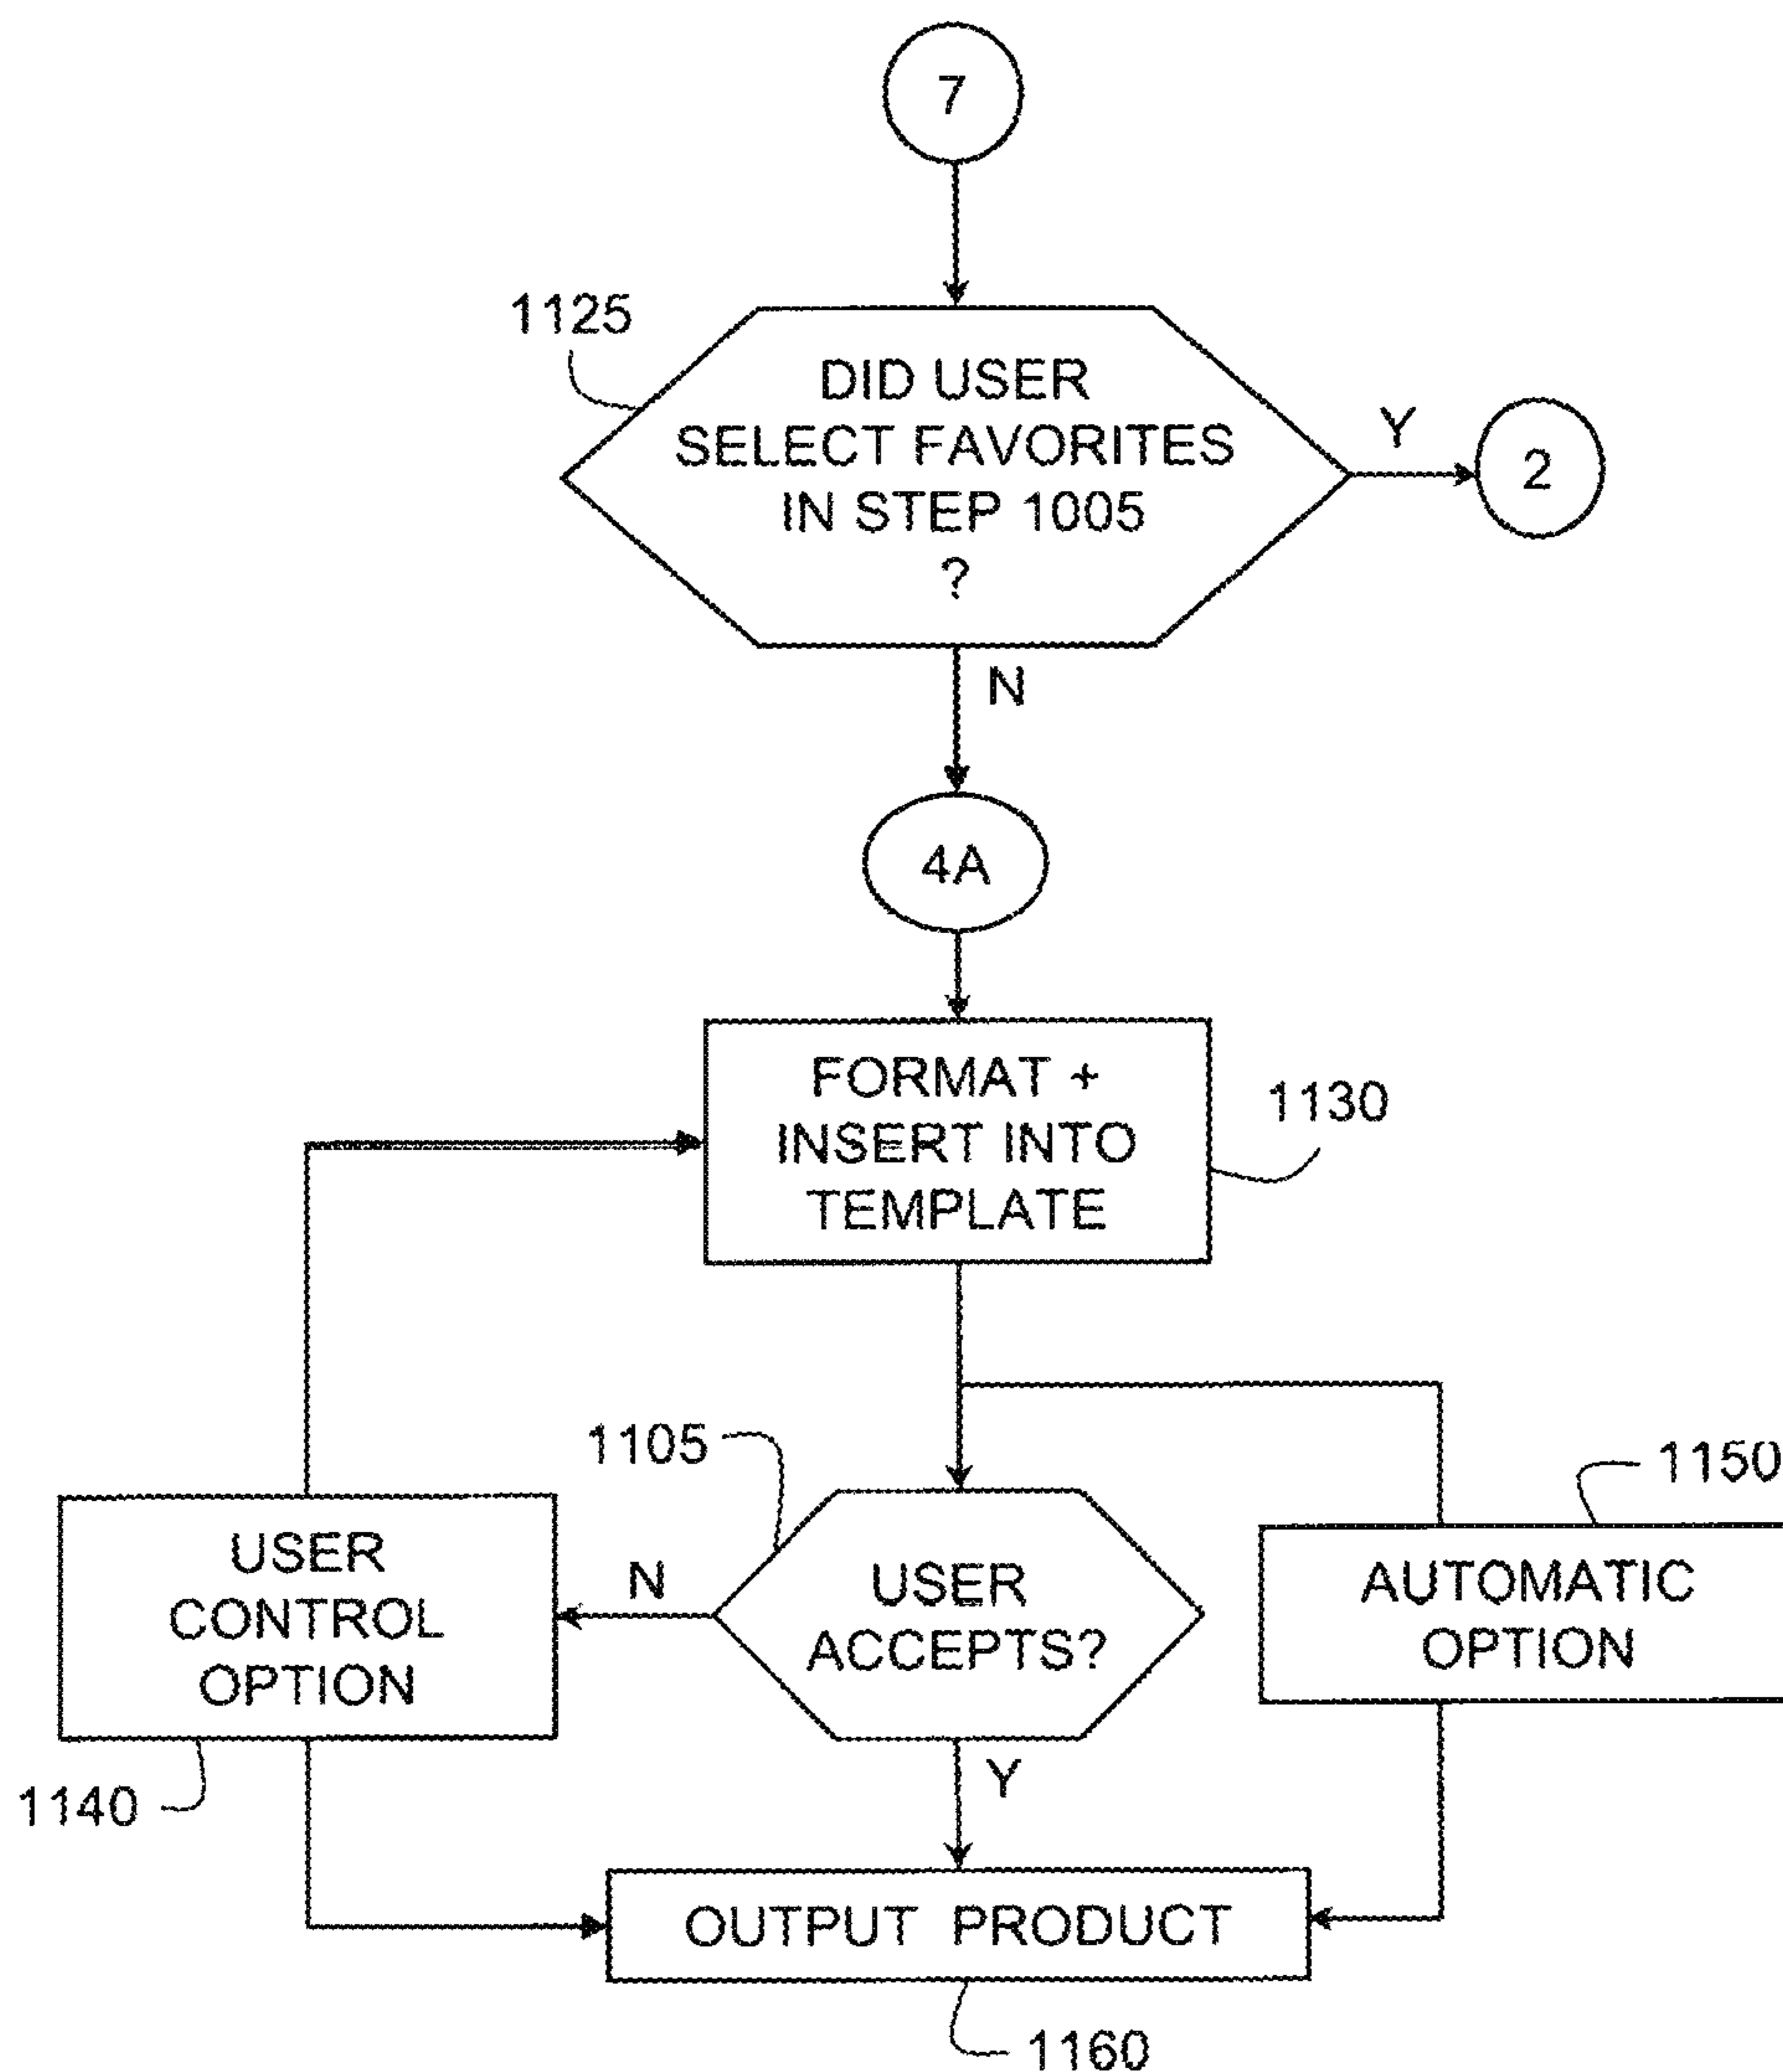 7
1125
DID USER
SELECT FAVORITES
IN STEP 1005
?
Y
2
N
4A
FORMAT +
INSERT INTO
TEMPLATE
1130
1105
1150
USER
CONTROL
OPTION
N
USER
ACCEPTS?
AUTOMATIC
OPTION
1140
Y
OUTPUT PRODUCT
1160